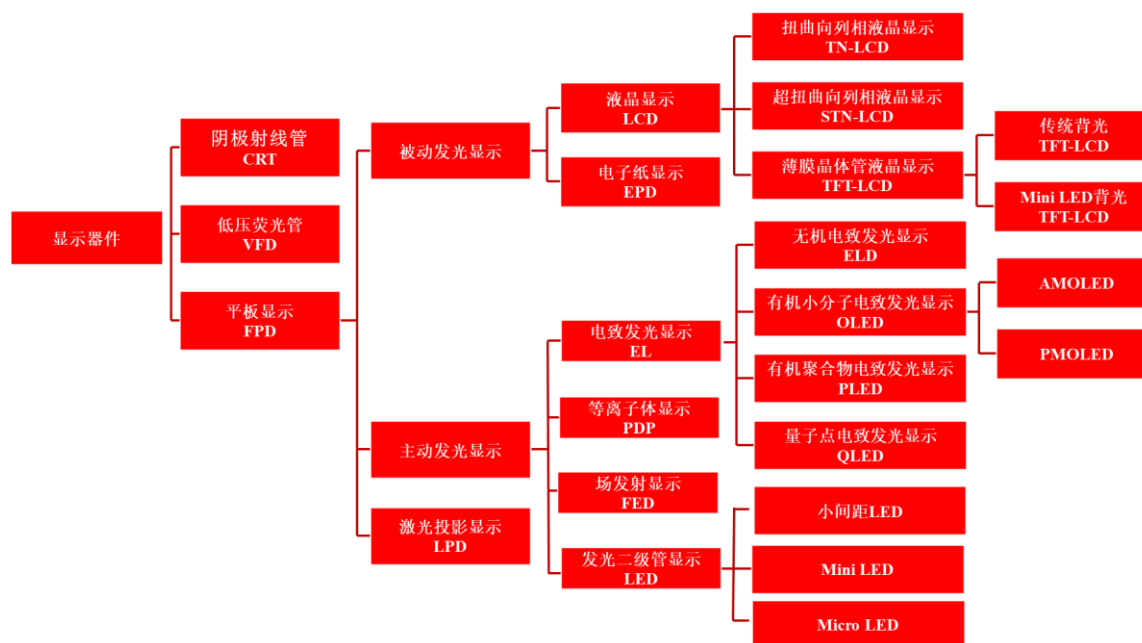 显示器件
阴极射线管
CRT
低压荧光管
VFD
平板显示
FPD
被动发光显示
主动发光显示
激光投影显示
LPD
液晶显示
LCD
电子纸显示
EPD
电致发光显示
EL
等离子体显示
PDP
场发射显示
FED
发光二级管显示
LED
扭曲向列相液晶显示
TN-LCD
超扭曲向列相液晶显示
STN-LCD
薄膜晶体管液晶显示
TFT-LCD
无机电致发光显示
ELD
有机小分子电致发光显示
OLED
有机聚合物电致发光显示
PLED
量子点电致发光显示
QLED
小间距LED
Mini LED
Micro LED
传统背光
TFT-LCD
Mini LED背光
TFT-LCD
AMOLED
PMOLED